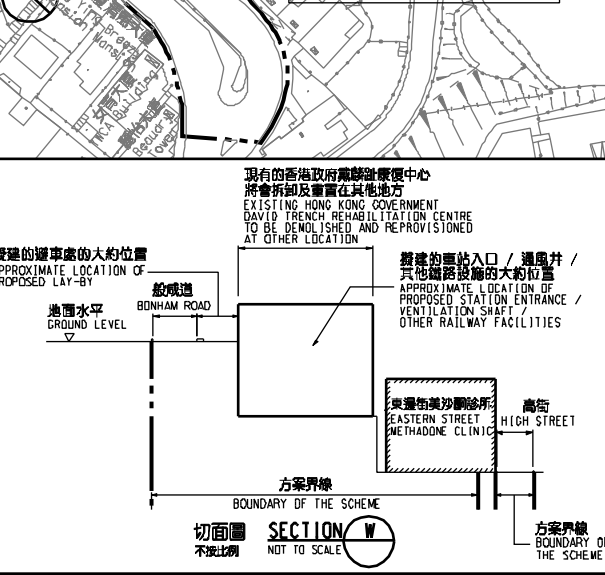 現有的香港政府戴麟趾康復中心
將會拆卸及重置在其他地方
EXISTING HONG KONG GOVERNMENT
DAVID TRENCH REHABILITATION CENTRE
TO BE DEMOLISHED AND REPROVISIONED
AT OTHER LOCATION
擬建的避車處的大約位置
APPROXIMATE LOCATION OF
PROPOSED LAY-BY
般咸道
BONHAM ROAD
地面水平
GROUND LEVEL
擬建的車站入口 / 通風井 /
其他鐵路設施的大約位置
APPROXIMATE LOCATION OF
PROPOSED STATION ENTRANCE /
VENTILATION SHAFT /
OTHER RAILWAY FACILITIES
東邊街美沙酮診所
EASTERN STREET
METHADONE CLINIC
高街
HIGH STREET
方案界線
BOUNDARY OF THE SCHEME
切面圖
不按比例
SECTION W
NOT TO SCALE
方案界線
BOUNDARY OF
THE SCHEME